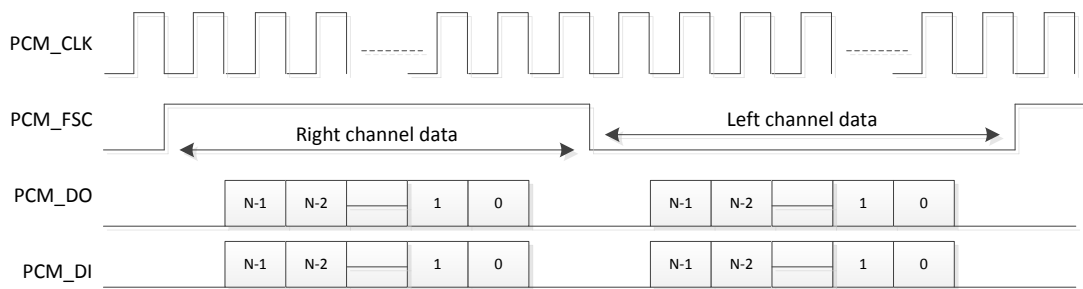 PCM_CLK
PCM_FSC
Right channel data
Left channel data
PCM_DO
N-1 N-2 1 0 N-1 N-2 1 0
PCM_DI
N-1 N-2 1 0 N-1 N-2 1 0